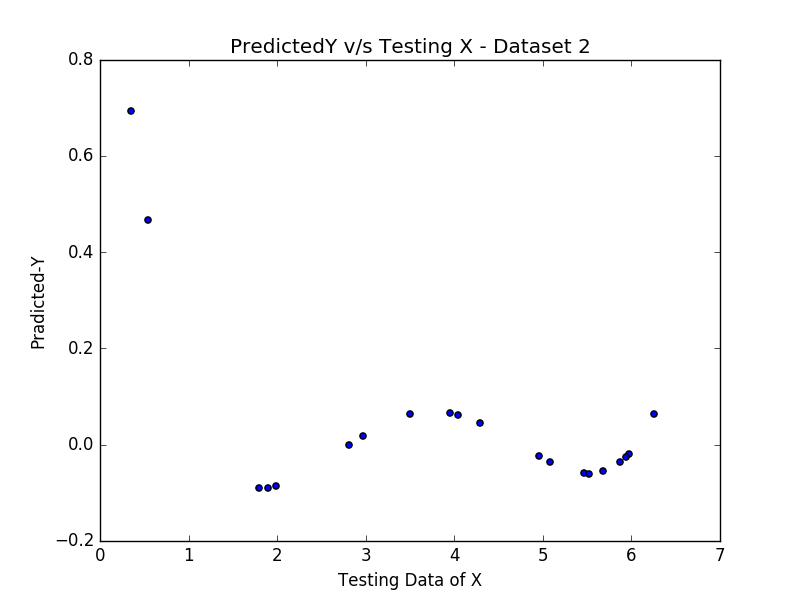 PredictedY v/s Testing X - Dataset 2
0.8
0.6
0.4
0.2
0.0
−0.2
Pradicted-Y
0 1 2 3 4 5 6 7
Testing Data of X